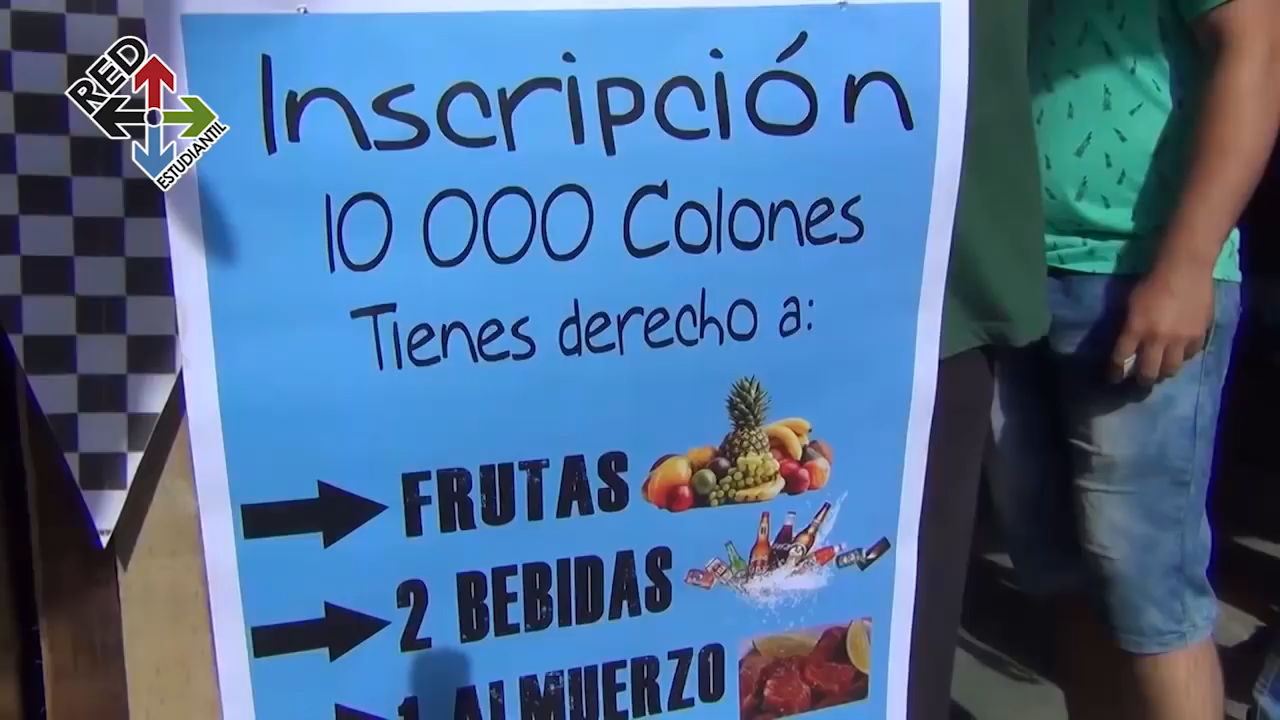 RED
ESTUDIANTIL
Inscripción
10 000 Colones
Tienes derecho a:
FRUTAS
2 BEBIDAS
1 ALMUERZO